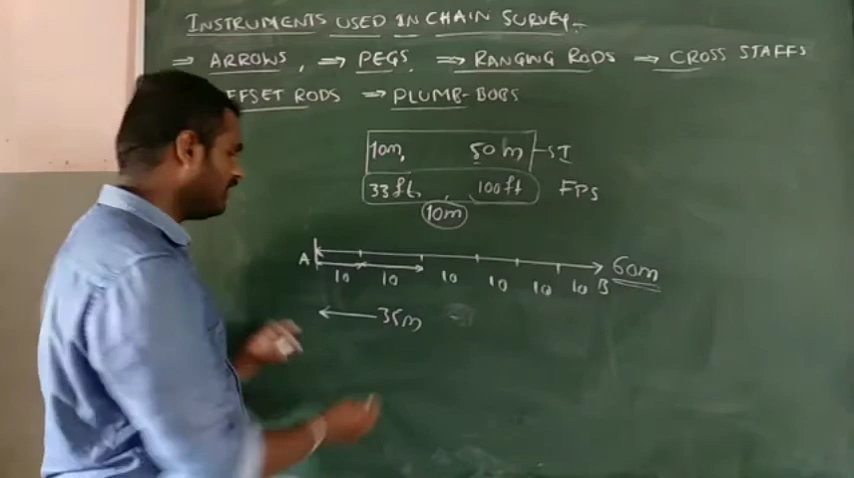 INSTRUMENTS USED IN CHAIN SURVEY.
⇒ ARROWS, ⇒ PEGS ⇒ RANGING RODS ⇒ CROSS STAFFS
FFSET RODS → PLUMB-BOBS
10m, 50m SI
33ft, 100ft FPS
10m
A 60m
10 10 10 10 10 10 B
35m